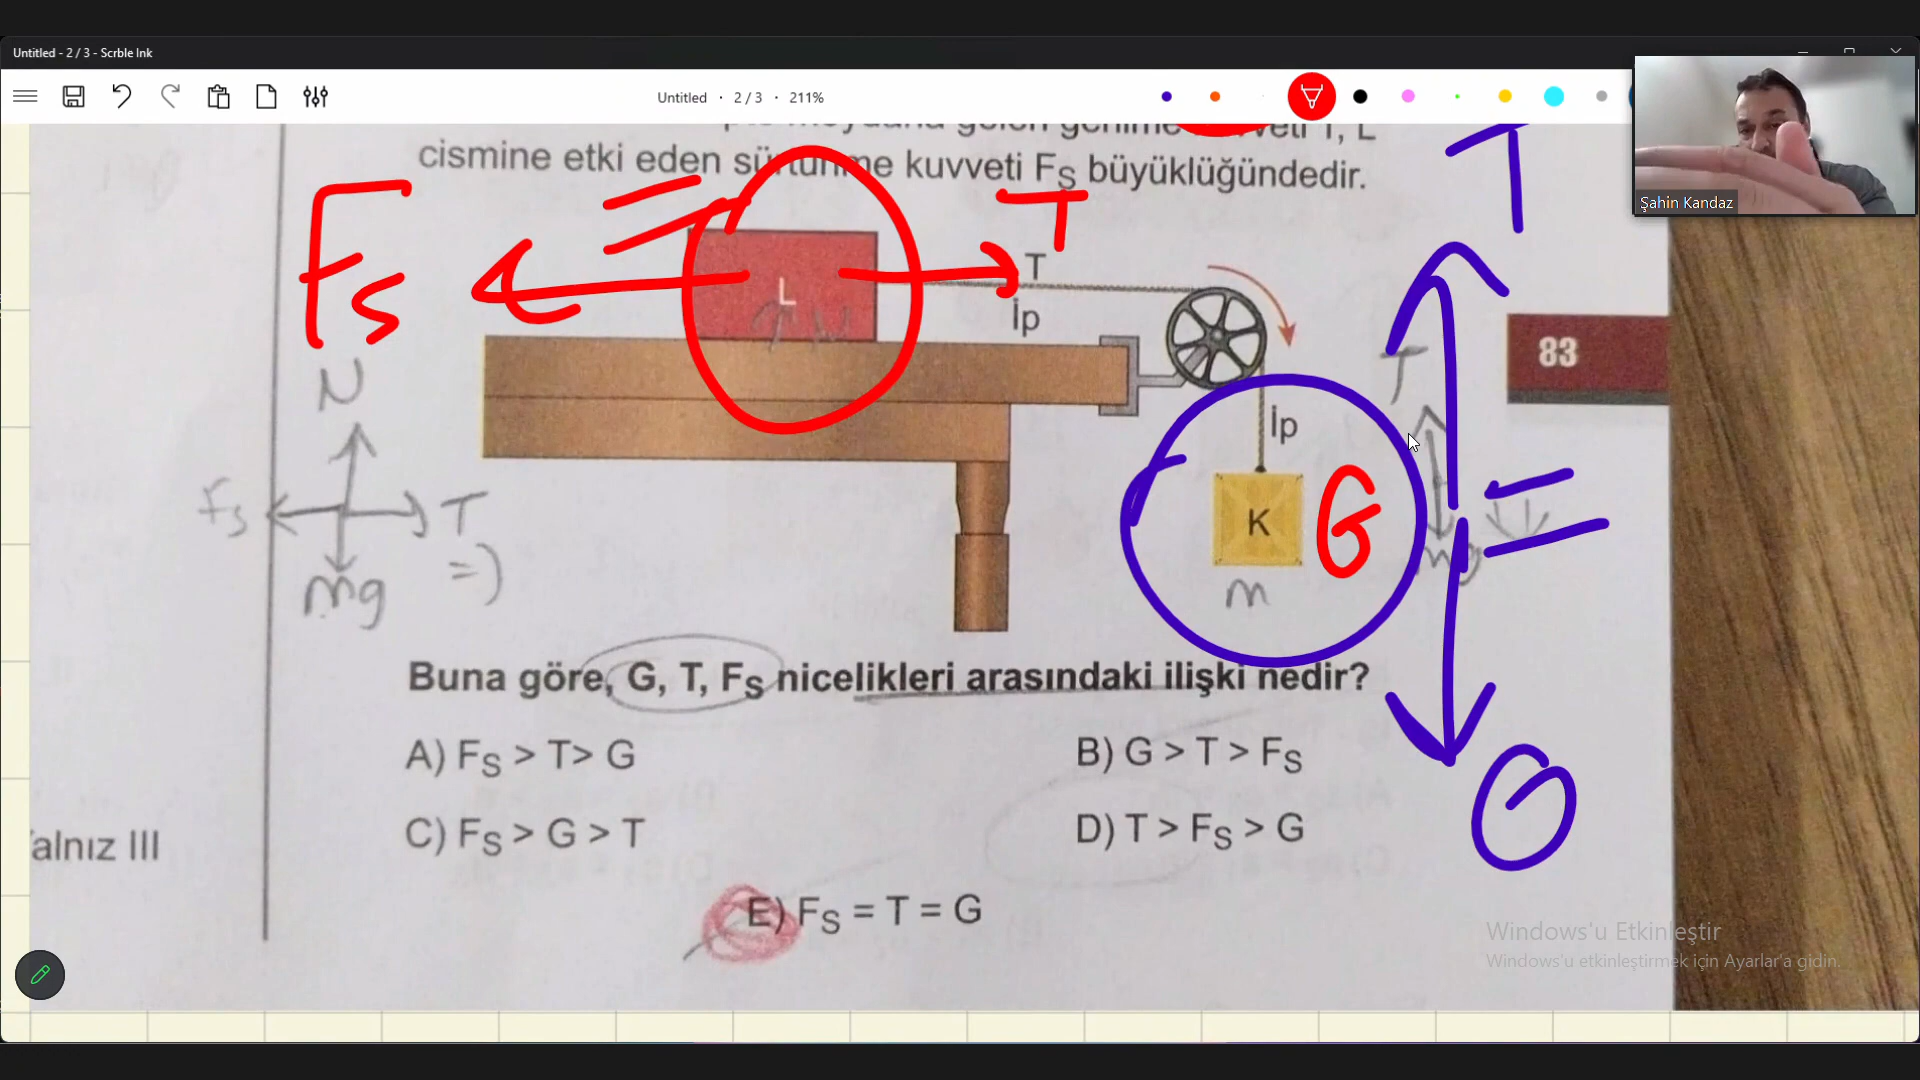 Untitled - 2 / 3 - Scrble Ink
Untitled · 2 / 3 · 211%
Şahin Kandaz
T, L
cismine etki eden sürtünme kuvveti FS büyüklüğündedir.
T
FS
T
T
İp
L
N
83
T
İp
N
K
G
FS
T
=
=)
mg
m
mg
G
Buna göre, G, T, FS nicelikleri arasındaki ilişki nedir?
A) FS > T> G
B) G > T > FS
C) FS > G > T
D) T > FS > G
alnız III
E) FS = T = G
Windows'u Etkinleştir
Windows'u etkinleştirmek için Ayarlar'a gidin.